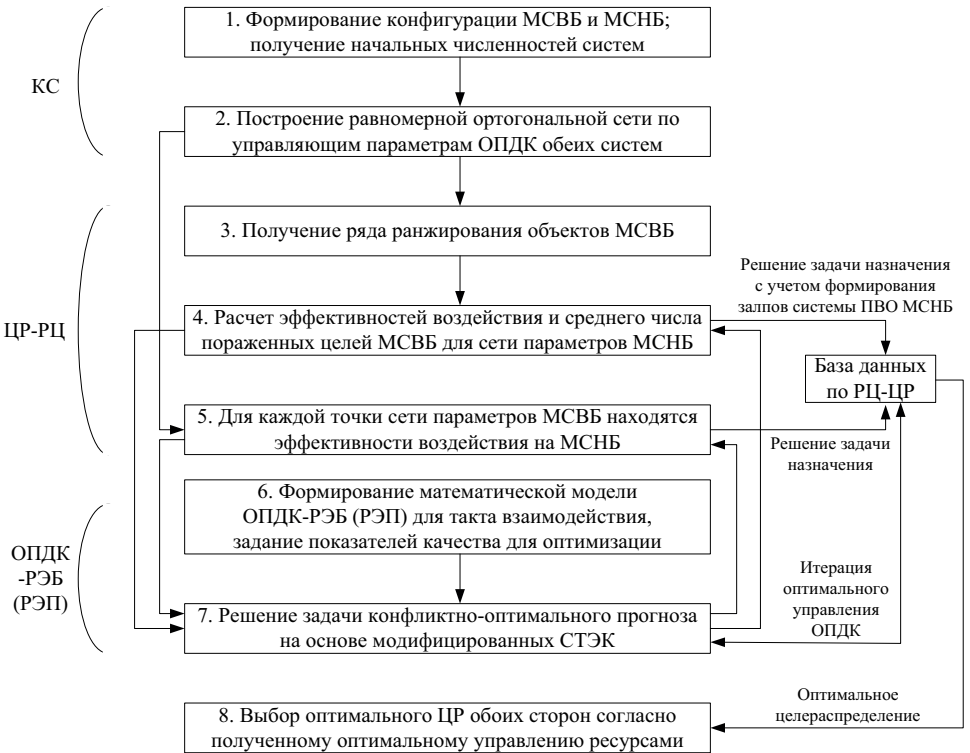 1. Формирование конфигурации МСВБ и МСНБ;
получение начальных численностей систем
КС
2. Построение равномерной ортогональной сети по
управляющим параметрам ОПДК обеих систем
3. Получение ряда ранжирования объектов МСВБ
Решение задачи назначения
с учетом формирования
залпов системы ПВО МСНБ
ЦР-РЦ
4. Расчет эффективностей воздействия и среднего числа
пораженных целей МСВБ для сети параметров МСНБ
База данных
по РЦ-ЦР
5. Для каждой точки сети параметров МСВБ находятся
эффективности воздействия на МСНБ
Решение задачи
назначения
6. Формирование математической модели
ОПДК-РЭБ (РЭП) для такта взаимодействия,
задание показателей качества для оптимизации
ОПДК
-РЭБ
(РЭП)
Итерация
оптимального
управления
ОПДК
7. Решение задачи конфликтно-оптимального прогноза
на основе модифицированных СТЭК
Оптимальное
целераспределение
8. Выбор оптимального ЦР обоих сторон согласно
полученному оптимальному управлению ресурсами